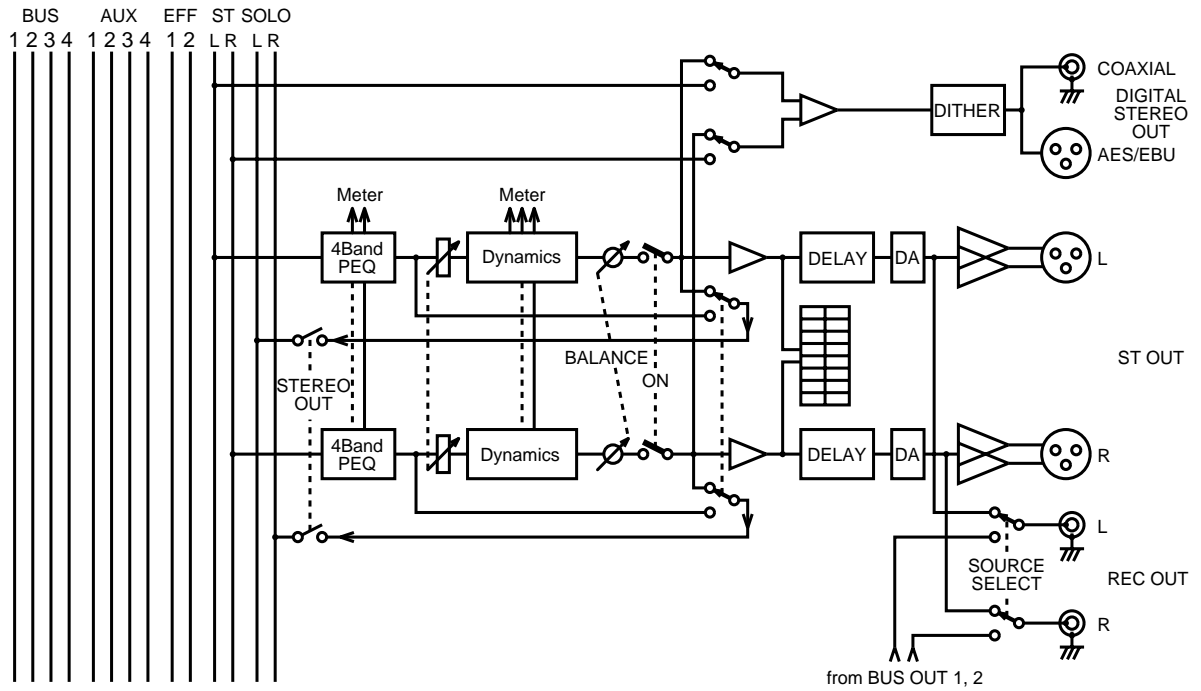 BUS AUX EFF ST SOLO
1 2 3 4 1 2 3 4 1 2 L R L R
COAXIAL
DIGITAL
STEREO
OUT
DITHER
AES/EBU
Meter Meter
4Band
PEQ
Dynamics
DELAY
DA
L
BALANCE
ON
STEREO
OUT
ST OUT
4Band
PEQ
Dynamics
DELAY
DA
R
L
SOURCE
SELECT
REC OUT
R
from BUS OUT 1, 2